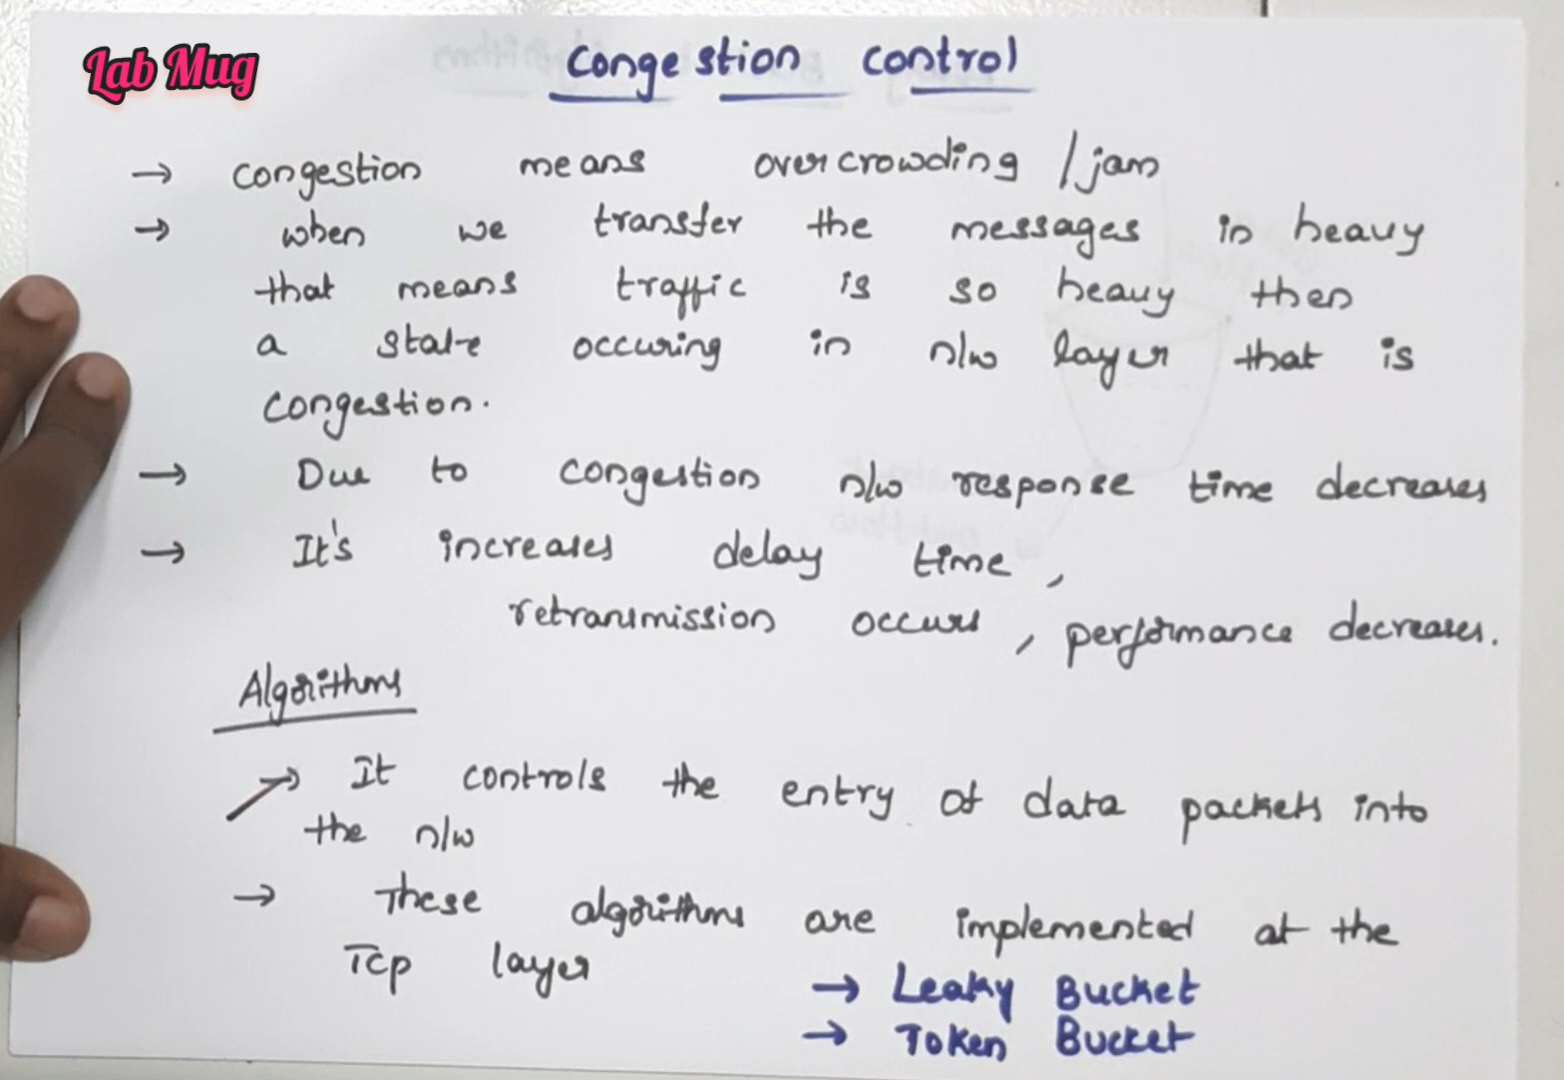 Lab Mug
congestion control
→ congestion means overcrowding / jam
→ when we transfer the messages in heavy
that means traffic is so heavy then
a state occuring in n/w layer that is
congestion.
→ Due to congestion n/w response time decreases
→ It's increases delay time,
retransmission occurs, performance decreases.
Algorithms
→ It controls the entry of data packets into
the n/w
→ These algorithms are implemented at the
TCP layer
→ Leaky Bucket
→ Token Bucket